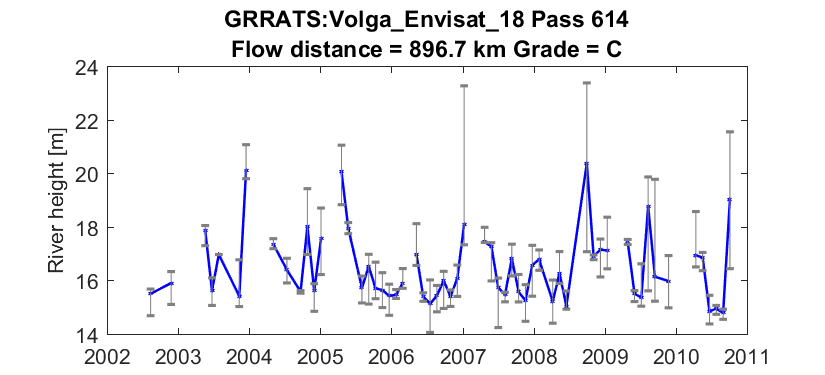 GRRATS:Volga_Envisat_18 Pass 614
Flow distance = 896.7 km Grade = C
24
22
20
18
16
14
River height [m]
2002 2003 2004 2005 2006 2007 2008 2009 2010 2011